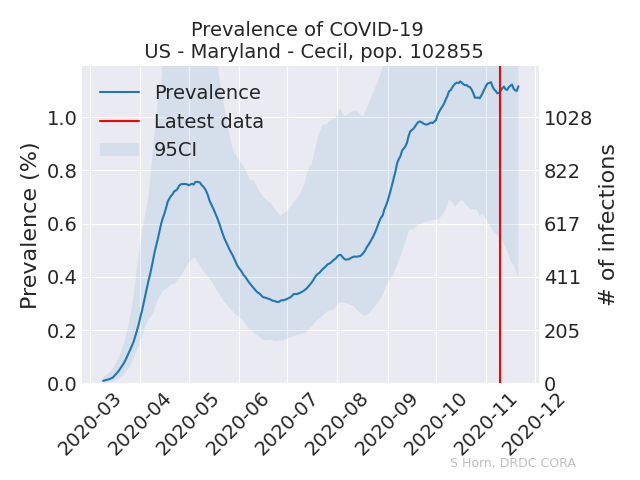 Prevalence of COVID-19
US - Maryland - Cecil, pop. 102855
Prevalence
Latest data
95CI
Prevalence (%)
1.0
0.8
0.6
0.4
0.2
0.0
1028
822
617
411
205
0
# of infections
2020-03
2020-04
2020-05
2020-06
2020-07
2020-08
2020-09
2020-10
2020-11
2020-12
S Horn, DRDC CORA